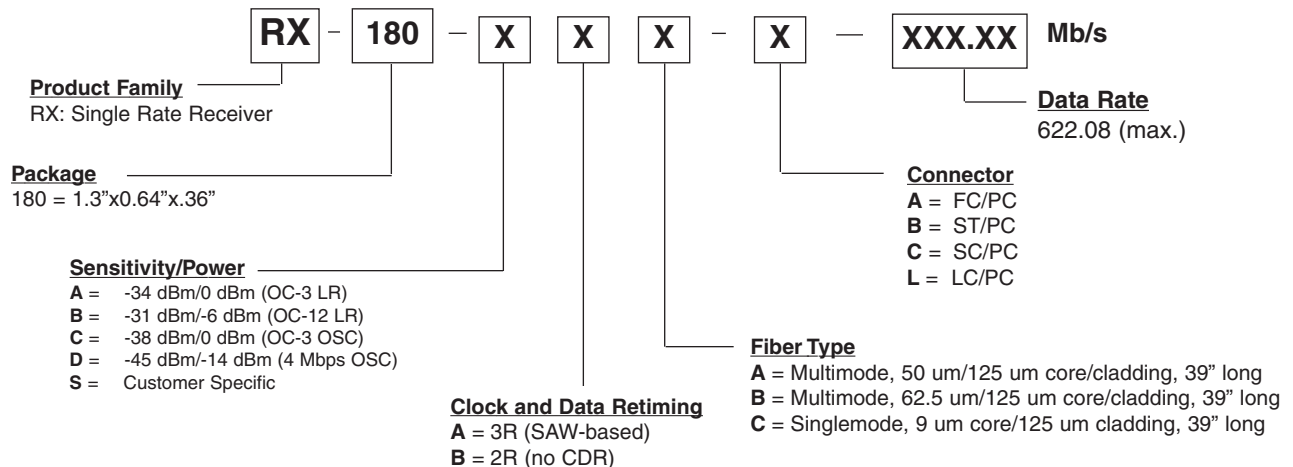 RX - 180 - X X X - X - XXX.XX Mb/s
Product Family
RX: Single Rate Receiver
Data Rate
622.08 (max.)
Package
180 = 1.3”x0.64”x.36”
Connector
A = FC/PC
B = ST/PC
C = SC/PC
L = LC/PC
Sensitivity/Power
A = -34 dBm/0 dBm (OC-3 LR)
B = -31 dBm/-6 dBm (OC-12 LR)
C = -38 dBm/0 dBm (OC-3 OSC)
D = -45 dBm/-14 dBm (4 Mbps OSC)
S = Customer Specific
Fiber Type
A = Multimode, 50 um/125 um core/cladding, 39” long
B = Multimode, 62.5 um/125 um core/cladding, 39” long
C = Singlemode, 9 um core/125 um cladding, 39” long
Clock and Data Retiming
A = 3R (SAW-based)
B = 2R (no CDR)